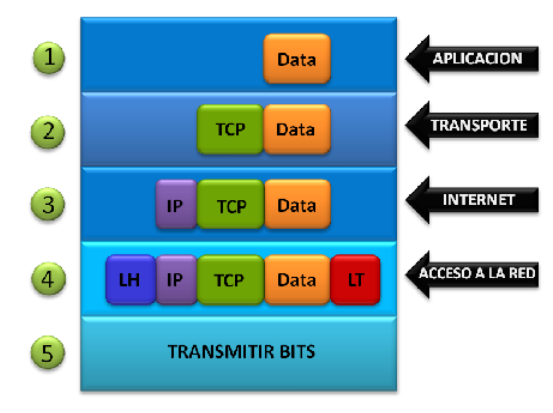 1 Data APLICACION
2 TCP Data TRANSPORTE
3 IP TCP Data INTERNET
4 LH IP TCP Data LT ACCESO A LA RED
5 TRANSMITIR BITS